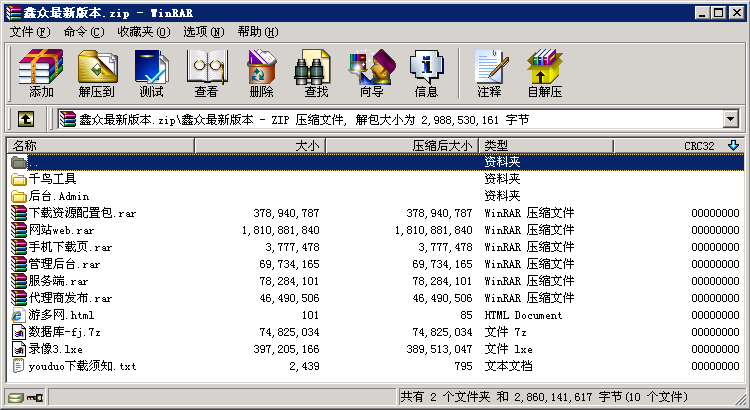 鑫众最新版本.zip - WinRAR
文件(F) 命令(C) 收藏夹(O) 选项(N) 帮助(H)
添加 解压到 测试 查看 删除 查找 向导 信息 注释 自解压
鑫众最新版本.zip\鑫众最新版本 - ZIP 压缩文件, 解包大小为 2,988,530,161 字节
名称 大小 压缩后大小 类型 CRC32
.. 资料夹
千鸟工具 资料夹
后台.Admin 资料夹
下载资源配置包.rar 378,940,787 378,940,787 WinRAR 压缩文件 00000000
网站web.rar 1,810,881,840 1,810,881,840 WinRAR 压缩文件 00000000
手机下载页.rar 3,777,478 3,777,478 WinRAR 压缩文件 00000000
管理后台.rar 69,734,165 69,734,165 WinRAR 压缩文件 00000000
服务端.rar 78,284,101 78,284,101 WinRAR 压缩文件 00000000
代理商发布.rar 46,490,506 46,490,506 WinRAR 压缩文件 00000000
游多网.html 101 85 HTML Document 00000000
数据库-fj.7z 74,825,034 74,825,034 文件 7z 00000000
录像3.lxe 397,205,166 389,513,047 文件 lxe 00000000
youduo下载须知.txt 2,439 795 文本文档 00000000
共有 2 个文件夹 和 2,860,141,617 字节(10 个文件)